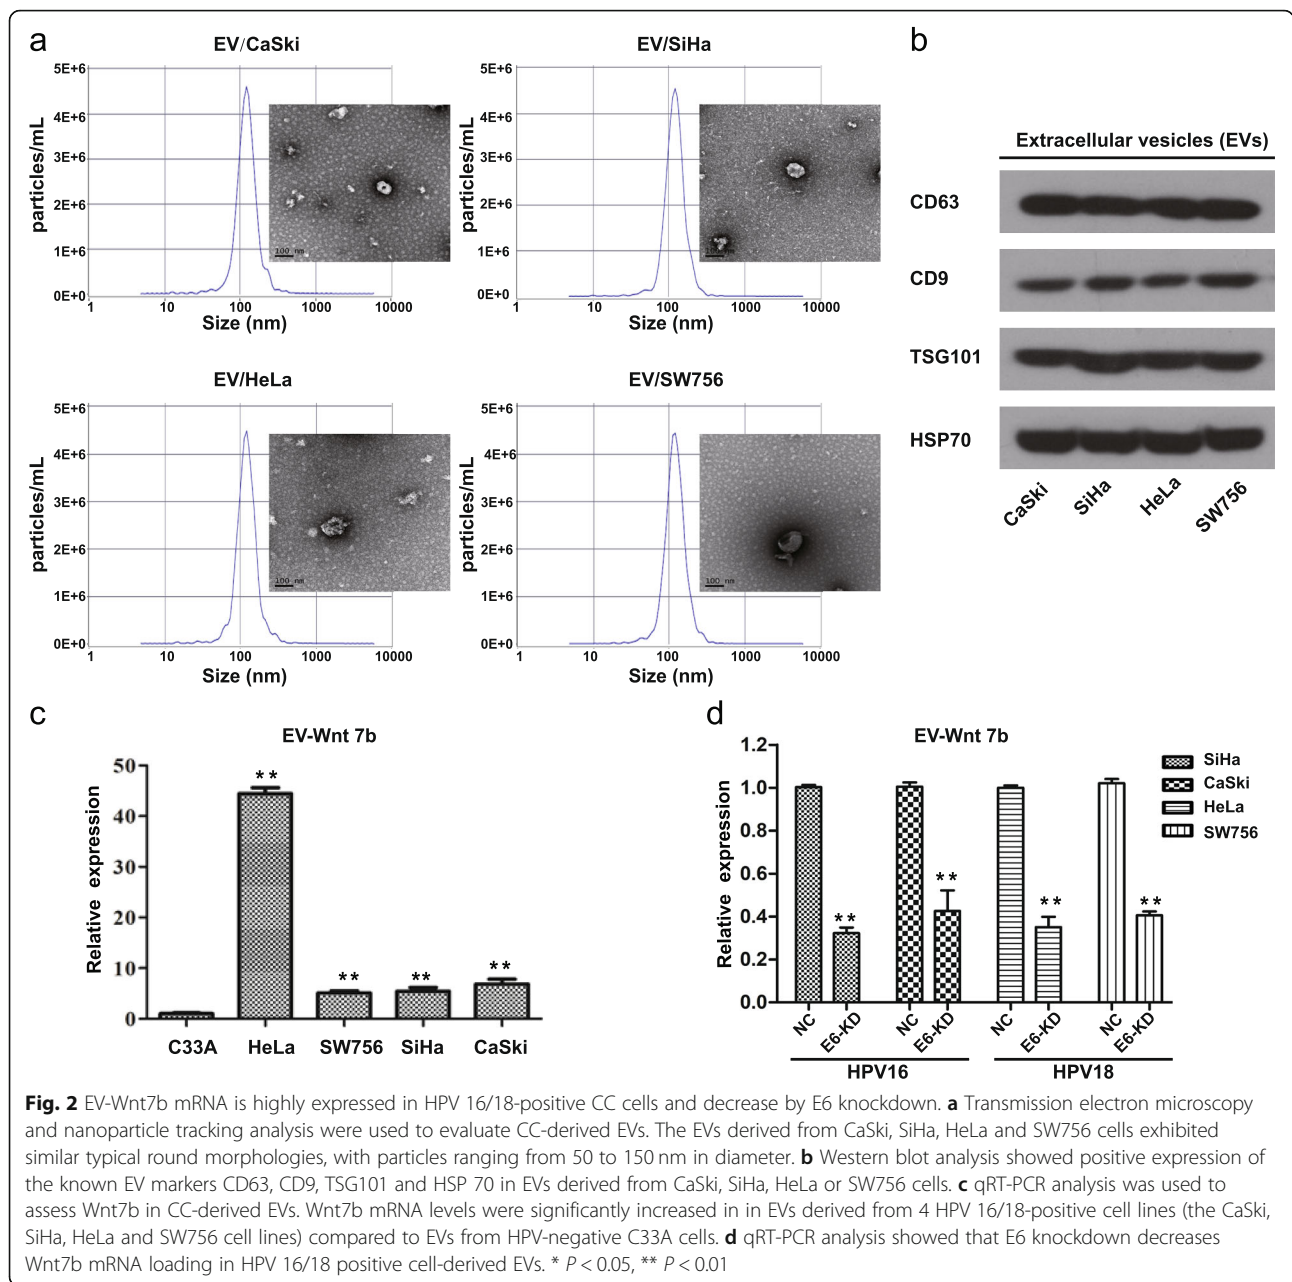 a
EV/CaSki
5E+6
4E+6
3E+6
2E+6
1E+6
0E+0
particles/mL
1 10 100 1000 10000
Size (nm)
100 nm
EV/SiHa
5E+6
4E+6
3E+6
2E+6
1E+6
0E+0
particles/mL
1 10 100 1000 10000
Size (nm)
100 nm
EV/HeLa
5E+6
4E+6
3E+6
2E+6
1E+6
0E+0
particles/mL
1 10 100 1000 10000
Size (nm)
100 nm
EV/SW756
5E+6
4E+6
3E+6
2E+6
1E+6
0E+0
particles/mL
1 10 100 1000 10000
Size (nm)
100 nm
b
Extracellular vesicles (EVs)
CD63
CD9
TSG101
HSP70
CaSki SiHa HeLa SW756
c
EV-Wnt 7b
Relative expression
50
40
30
20
10
0
** ** ** **
C33A HeLa SW756 SiHa CaSki
d
EV-Wnt 7b
Relative expression
1.2
1.0
0.8
0.6
0.4
0.2
0.0
** ** ** **
SiHa
CaSki
HeLa
SW756
NC E6-KD NC E6-KD NC E6-KD NC E6-KD
HPV16 HPV18
Fig. 2 EV-Wnt7b mRNA is highly expressed in HPV 16/18-positive CC cells and decrease by E6 knockdown. a Transmission electron microscopy
and nanoparticle tracking analysis were used to evaluate CC-derived EVs. The EVs derived from CaSki, SiHa, HeLa and SW756 cells exhibited
similar typical round morphologies, with particles ranging from 50 to 150 nm in diameter. b Western blot analysis showed positive expression of
the known EV markers CD63, CD9, TSG101 and HSP 70 in EVs derived from CaSki, SiHa, HeLa or SW756 cells. c qRT-PCR analysis was used to
assess Wnt7b in CC-derived EVs. Wnt7b mRNA levels were significantly increased in in EVs derived from 4 HPV 16/18-positive cell lines (the CaSki,
SiHa, HeLa and SW756 cell lines) compared to EVs from HPV-negative C33A cells. d qRT-PCR analysis showed that E6 knockdown decreases
Wnt7b mRNA loading in HPV 16/18 positive cell-derived EVs. * P < 0.05, ** P < 0.01